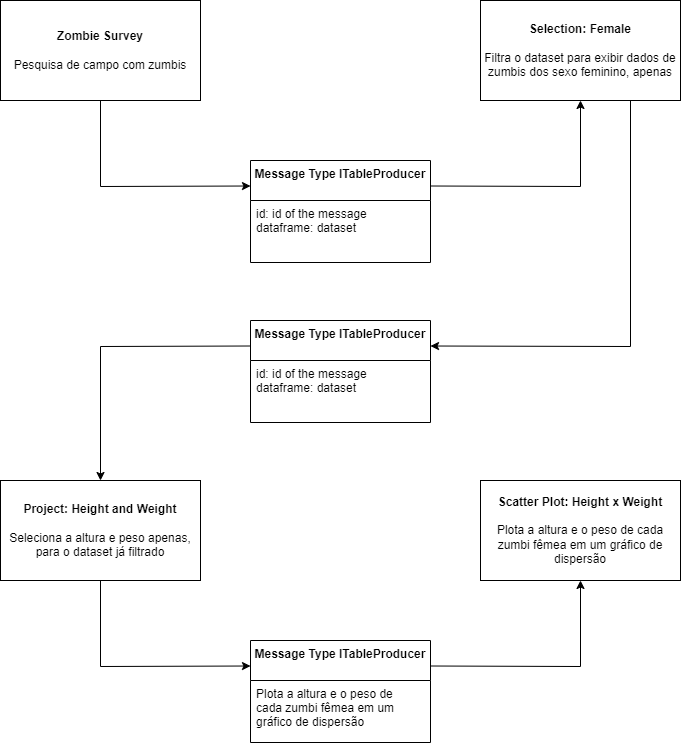 Zombie Survey
Pesquisa de campo com zumbis
Selection: Female
Filtra o dataset para exibir dados de
zumbis dos sexo feminino, apenas
Message Type ITableProducer
id: id of the message
dataframe: dataset
Message Type ITableProducer
id: id of the message
dataframe: dataset
Project: Height and Weight
Seleciona a altura e peso apenas,
para o dataset já filtrado
Scatter Plot: Height x Weight
Plota a altura e o peso de cada
zumbi fêmea em um gráfico de
dispersão
Message Type ITableProducer
Plota a altura e o peso de
cada zumbi fêmea em um
gráfico de dispersão